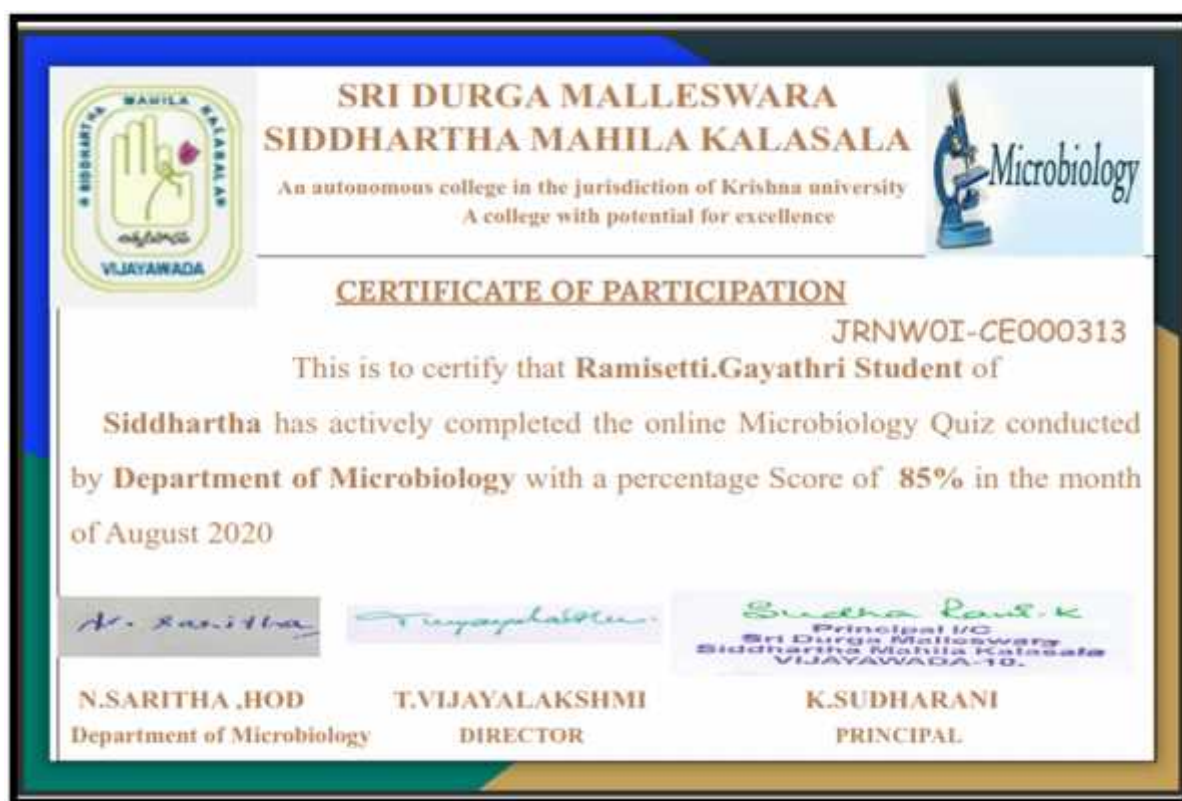 SRI DURGA MALLESWARA
SIDDHARTHA MAHILA KALASALA
An autonomous college in the jurisdiction of Krishna university
A college with potential for excellence
MAHILA
VIJAYAWADA
Microbiology
CERTIFICATE OF PARTICIPATION
JRNW0I-CE000313
This is to certify that Ramisetti.Gayathri Student of
Siddhartha has actively completed the online Microbiology Quiz conducted
by Department of Microbiology with a percentage Score of 85% in the month
of August 2020
N. Saritha
Sudha Rani.K
Principal I/C
Sri Durga Malleswara
Siddhartha Mahila Kalasala
VIJAYAWADA-10.
N.SARITHA ,HOD T.VIJAYALAKSHMI K.SUDHARANI
Department of Microbiology DIRECTOR PRINCIPAL